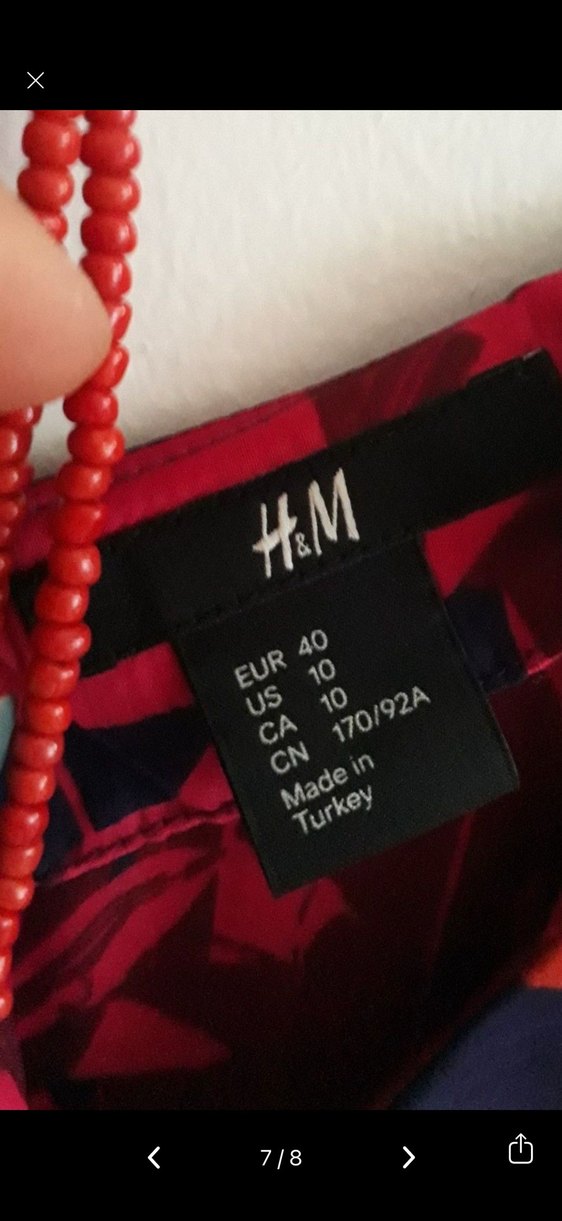 H&M
EUR 40
US 10
CA 10
CN 170/92A
Made in
Turkey
7/8